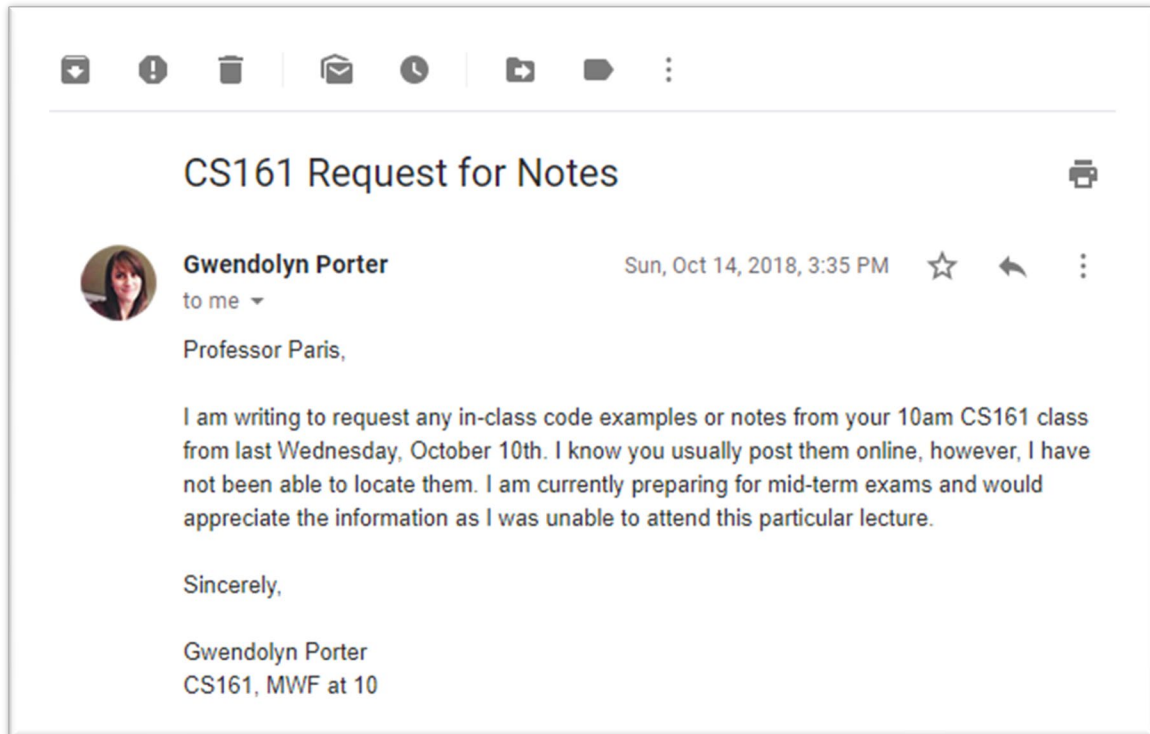 CS161 Request for Notes
Gwendolyn Porter
Sun, Oct 14, 2018, 3:35 PM
to me
Professor Paris,
I am writing to request any in-class code examples or notes from your 10am CS161 class
from last Wednesday, October 10th. I know you usually post them online, however, I have
not been able to locate them. I am currently preparing for mid-term exams and would
appreciate the information as I was unable to attend this particular lecture.
Sincerely,
Gwendolyn Porter
CS161, MWF at 10